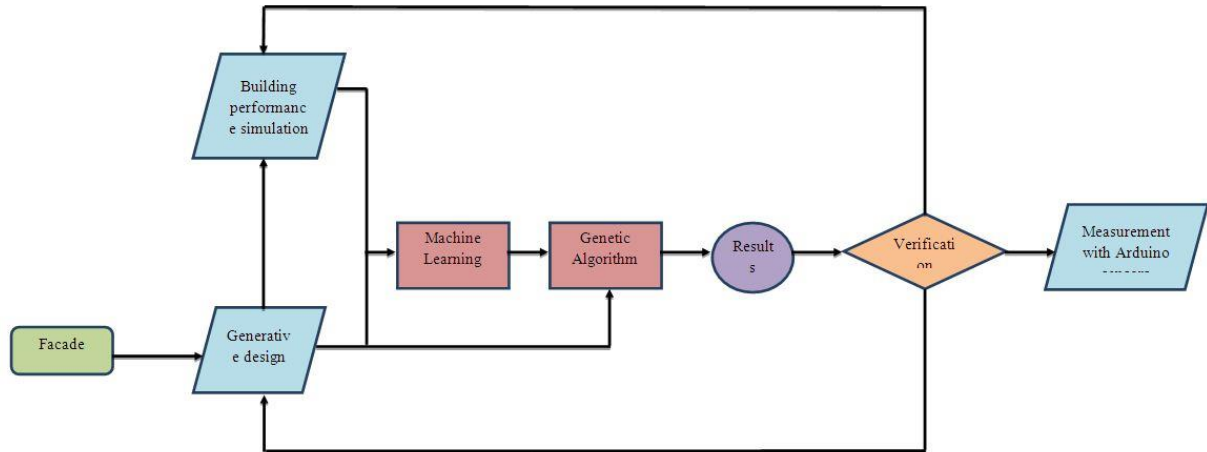 Building
performanc
e simulation
Machine
Learning
Genetic
Algorithm
Result
s
Verificati
on
Measurement
with Arduino
Facade
Generativ
e design